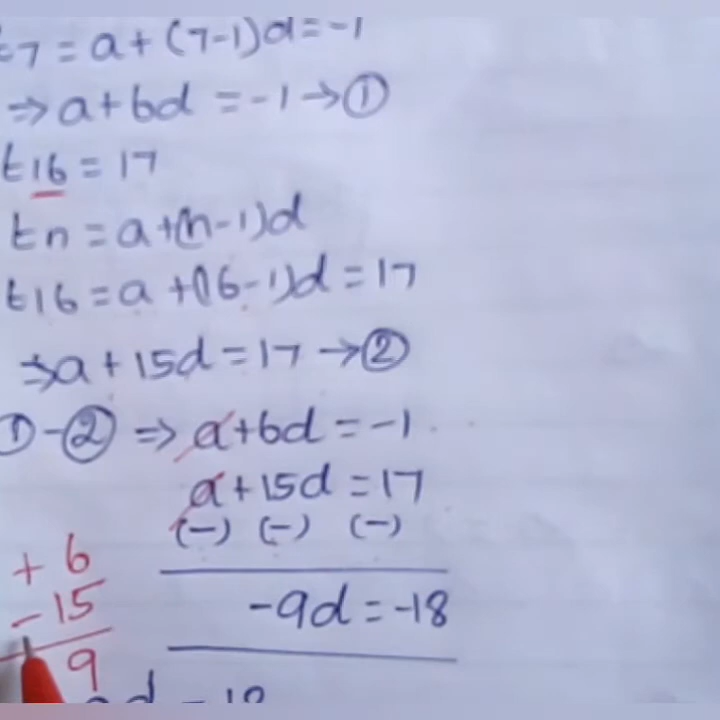 t7 = a + (7-1)d = -1
⇒ a + 6d = -1 → ①
t16 = 17
tn = a + (n-1)d
t16 = a + (16-1)d = 17
⇒ a + 15d = 17 → ②
① - ② ⇒ a + 6d = -1
a + 15d = 17
(-) (-) (-)
+ 6
- 15
-9d = -18
9